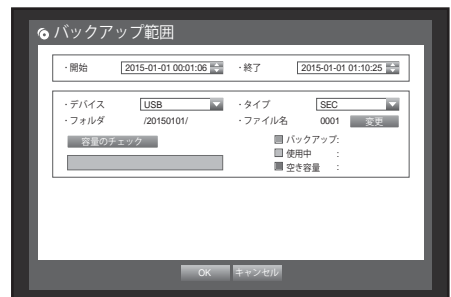 バックアップ範囲
・開始 2015-01-01 00:01:06 ・終了 2015-01-01 01:10:25
・デバイス USB ・タイプ SEC
・フォルダ /20150101/ ・ファイル名 0001 変更
容量のチェック バックアップ:
使用中 :
空き容量 :
OK キャンセル